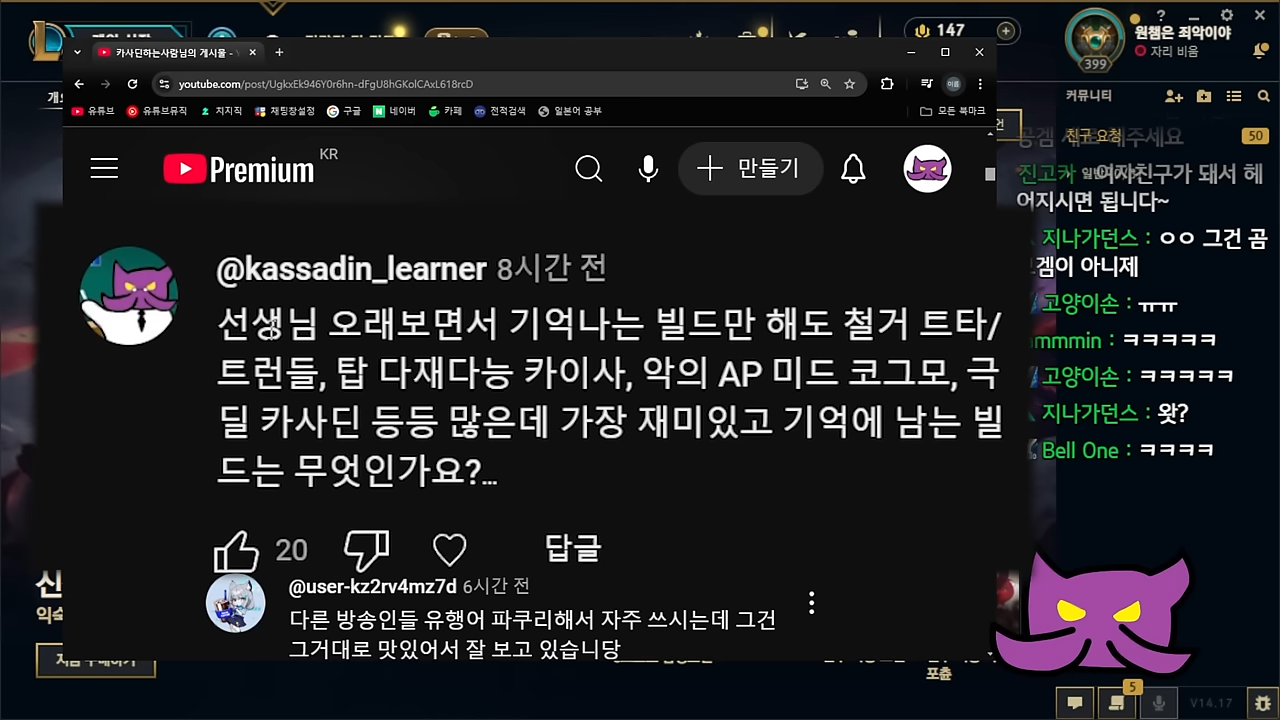 147
399
원챔은 죄악이야
자리 비움
카사딘하는사람님의 게시물 -
youtube.com/post/UgkxEk946Y0r6hn-dFgU8hGKolCAxL618rcD
유튜브
유튜브뮤직
치지직
채팅창설정
구글
네이버
카페
전적검색
일본어 공부
모든 북마크
커뮤니티
친구 요청
50
Premium
KR
만들기
@kassadin_learner 8시간 전
선생님 오래보면서 기억나는 빌드만 해도 철거 트타/
트런들, 탑 다재다능 카이사, 악의 AP 미드 코그모, 극
딜 카사딘 등등 많은데 가장 재미있고 기억에 남는 빌
드는 무엇인가요?...
20
답글
@user-kz2rv4mz7d 6시간 전
다른 방송인들 유행어 파쿠리해서 자주 쓰시는데 그건
그거대로 맛있어서 잘 보고 있습니당
진고카
여자친구가 돼서 헤
어지시면 됩니다~
지나가던스 : ㅇㅇ 그건 곰
겜이 아니제
고양이손 : ㅠㅠ
mmmin : ㅋㅋㅋㅋㅋ
고양이손 : ㅋㅋㅋㅋㅋ
지나가던스 : 왓?
Bell One : ㅋㅋㅋㅋ
포츈
5
V14.17